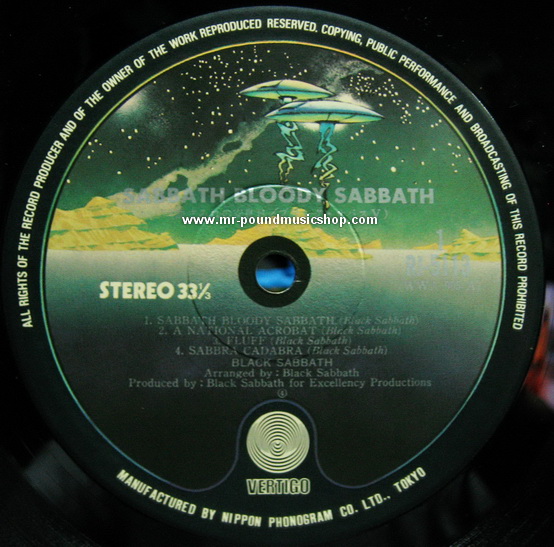 ALL RIGHTS OF THE RECORD PRODUCER AND OF THE OWNER OF THE WORK REPRODUCED RESERVED. COPYING, PUBLIC PERFORMANCE AND BROADCASTING OF THIS RECORD PROHIBITED
SABBATH BLOODY SABBATH
www.mr-poundmusicshop.com
1
STEREO 33⅓
1. SABBATH BLOODY SABBATH (Black Sabbath)
2. A NATIONAL ACROBAT (Black Sabbath)
3. FLUFF (Black Sabbath)
4. SABBRA CADABRA (Black Sabbath)
BLACK SABBATH
Arranged by : Black Sabbath
Produced by : Black Sabbath for Excellency Productions
VERTIGO
MANUFACTURED BY NIPPON PHONOGRAM CO. LTD., TOKYO